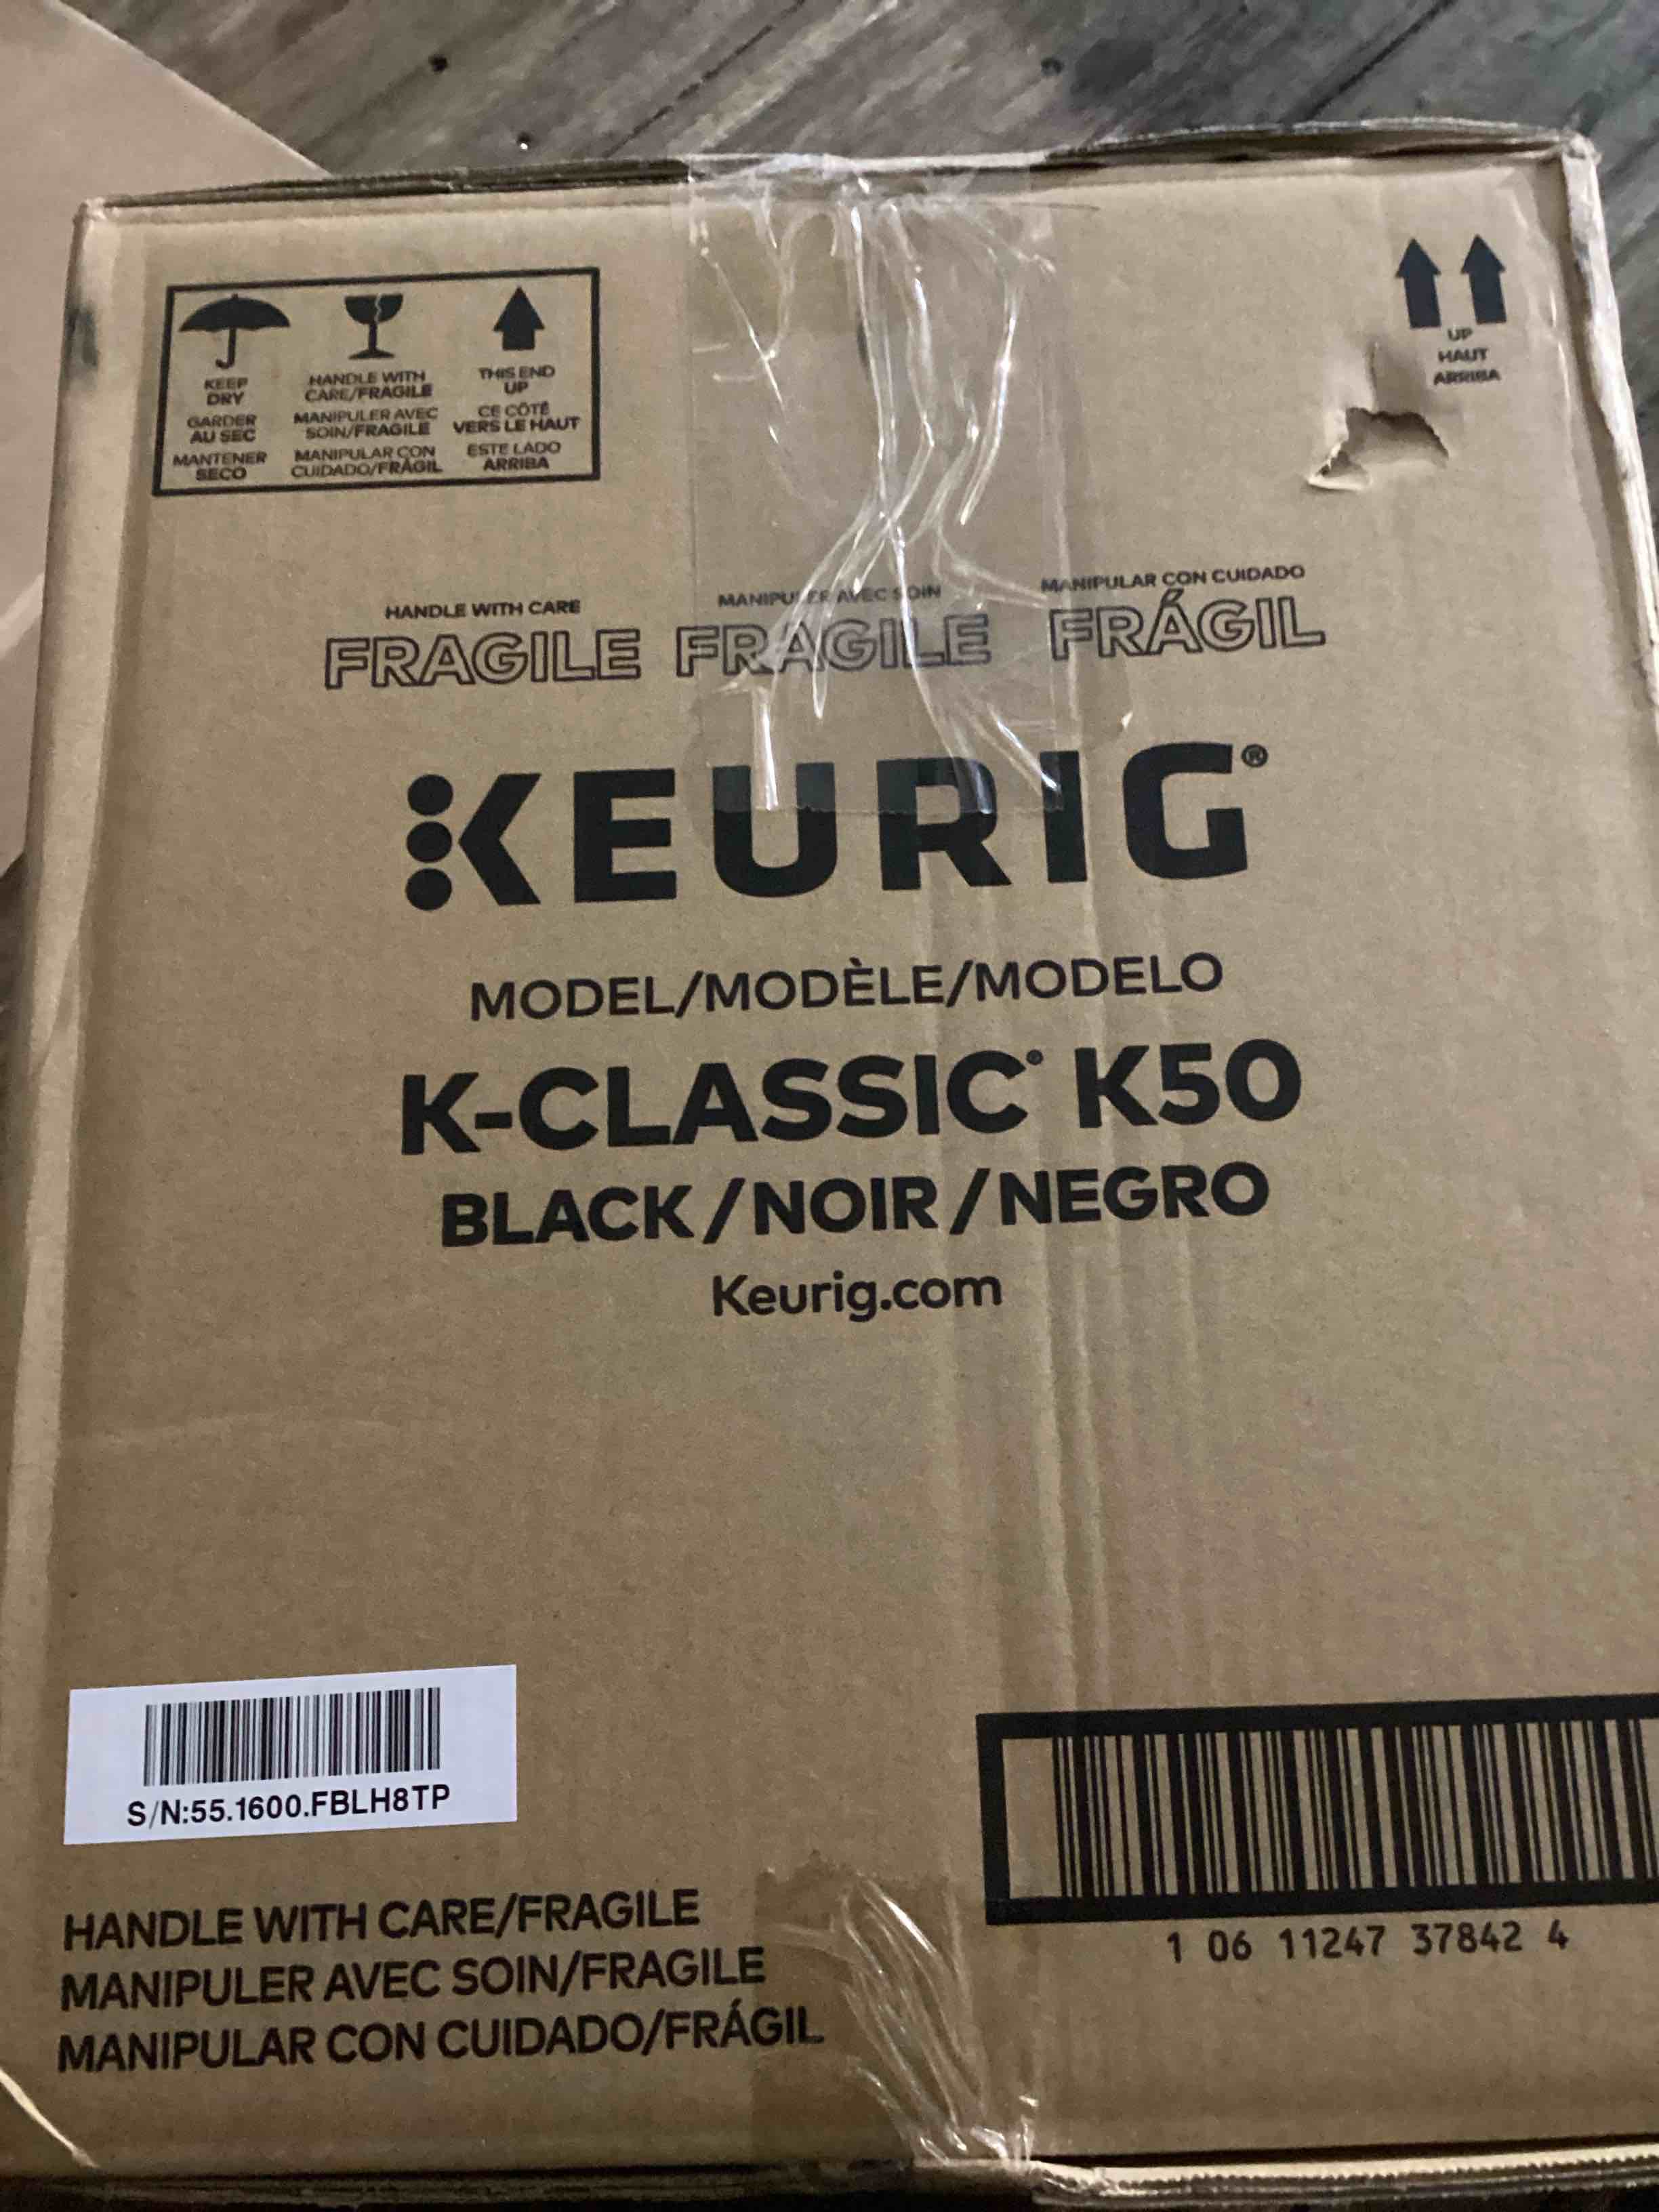 KEEP
DRY
GARDER
AU SEC
MANTENER
SECO
HANDLE WITH
CARE/FRAGILE
MANIPULER AVEC
SOIN/FRAGILE
MANIPULAR CON
CUIDADO/FRÁGIL
THIS END
UP
CE CÔTÉ
VERS LE HAUT
ESTE LADO
ARRIBA
UP
HAUT
ARRIBA
HANDLE WITH CARE
FRAGILE
MANIPULER AVEC SOIN
FRAGILE
MANIPULAR CON CUIDADO
FRÁGIL
KEURIG®
MODEL/MODÈLE/MODELO
K-CLASSIC® K50
BLACK/NOIR/NEGRO
Keurig.com
S/N:55.1600.FBLH8TP
HANDLE WITH CARE/FRAGILE
MANIPULER AVEC SOIN/FRAGILE
MANIPULAR CON CUIDADO/FRÁGIL
1 06 11247 37842 4